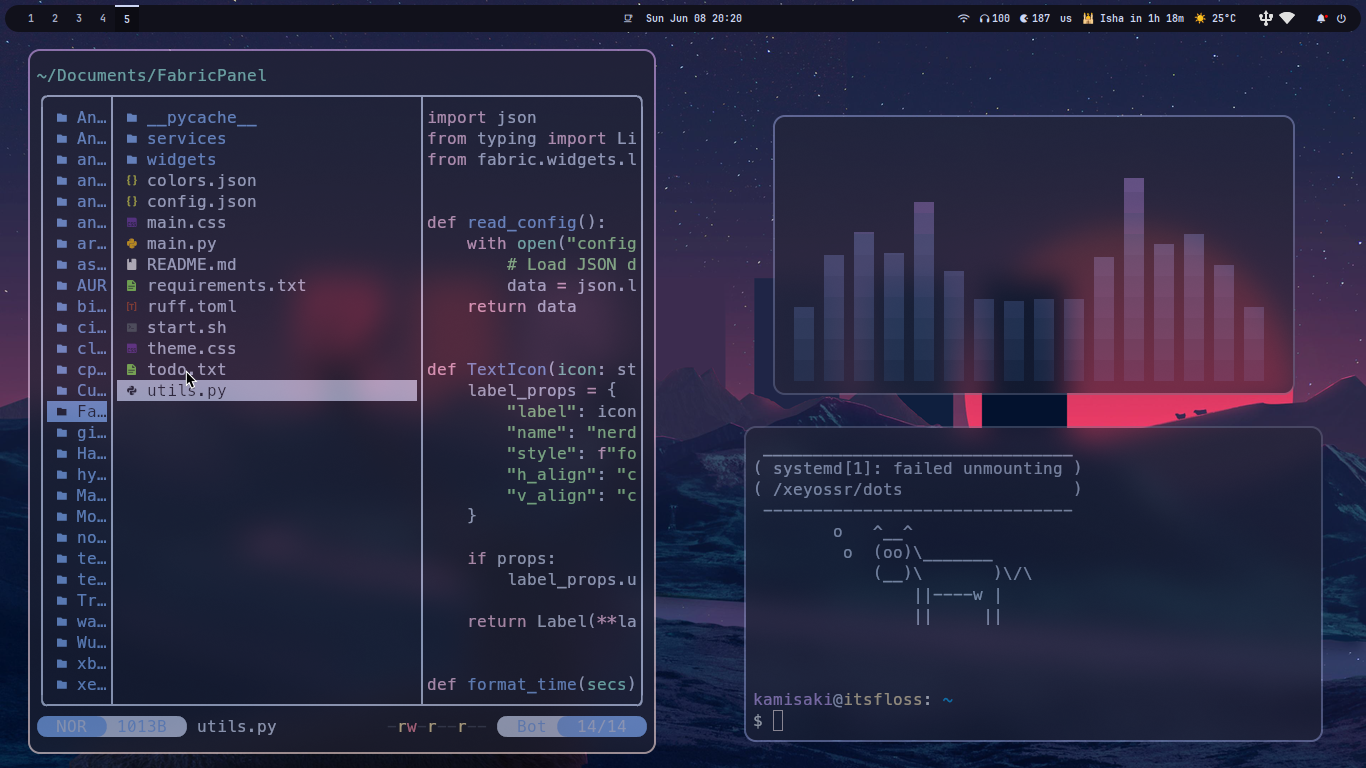 1 2 3 4 5
Sun Jun 08 20:20
100 187 us Isha in 1h 18m 25°C
~/Documents/FabricPanel
An…
An…
an…
an…
an…
an…
ar…
as…
AUR
bi…
ci…
cl…
cp…
Cu…
Fa…
gi…
Ha…
hy…
Ma…
Mo…
no…
te…
te…
Tr…
wa…
Wu…
xb…
xe…
__pycache__
services
widgets
colors.json
config.json
main.css
main.py
README.md
requirements.txt
ruff.toml
start.sh
theme.css
todo.txt
utils.py
import json
from typing import Li
from fabric.widgets.l
def read_config():
with open("config
# Load JSON d
data = json.l
return data
def TextIcon(icon: st
label_props = {
"label": icon
"name": "nerd
"style": f"fo
"h_align": "c
"v_align": "c
}
if props:
label_props.u
return Label(**la
def format_time(secs)
NOR 1013B utils.py -rw-r--r-- Bot 14/14
_______________________________
( systemd[1]: failed unmounting )
( /xeyossr/dots                 )
-------------------------------
o   ^__^
o  (oo)\_______
(__)\       )\/\
||----w |
||     ||
kamisaki@itsfloss: ~
$